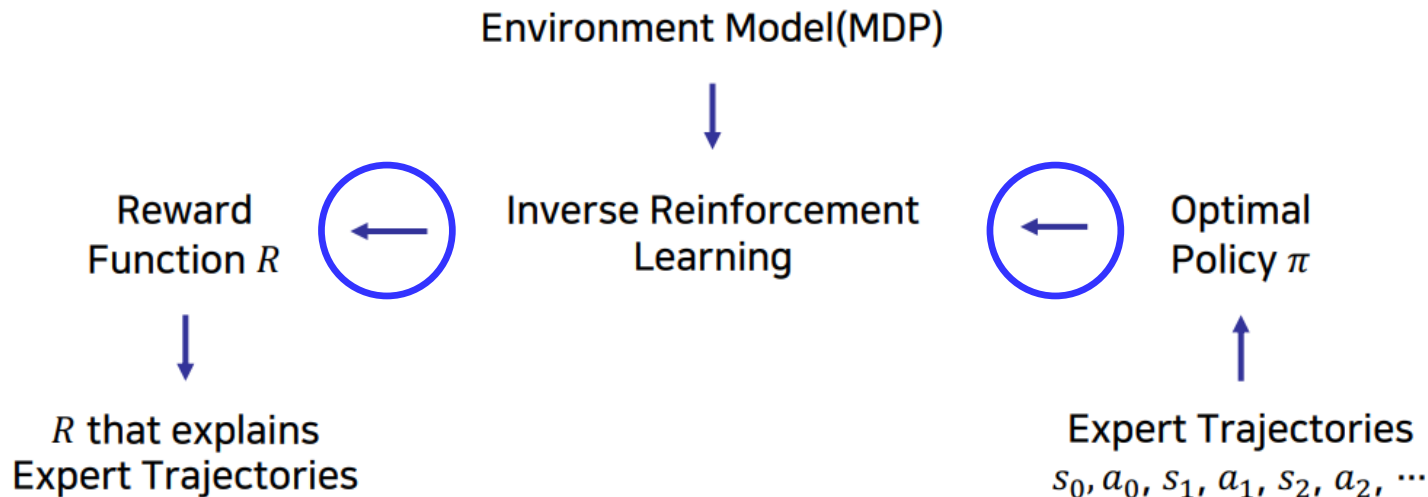 Environment Model(MDP)
Reward
Function R
Inverse Reinforcement
Learning
Optimal
Policy π
R that explains
Expert Trajectories
Expert Trajectories
s₀, a₀, s₁, a₁, s₂, a₂, ⋯